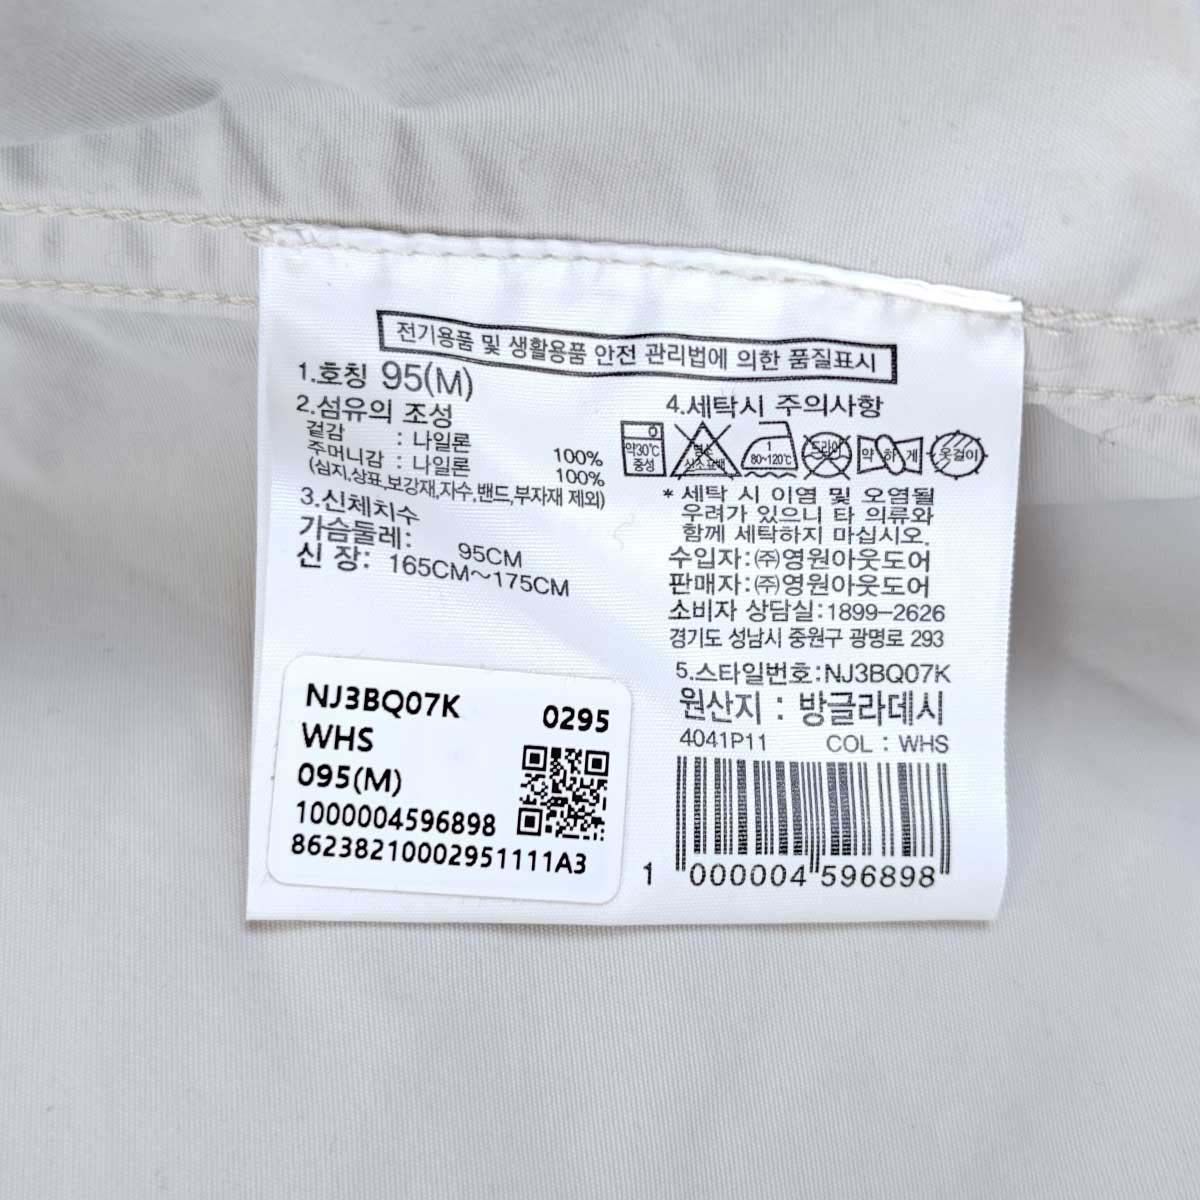 전기용품 및 생활용품 안전 관리법에 의한 품질표시
1.호칭 95(M)
2.섬유의 조성
겉감 : 나일론 100%
주머니감 : 나일론 100%
(심지,상표,보강재,자수,밴드,부자재 제외)
3.신체치수
가슴둘레: 95CM
신 장: 165CM~175CM
4.세탁시 주의사항
약30℃
중성
염소
산소표백
1
80~120℃
드라이
약하게
옷걸이
* 세탁 시 이염 및 오염될
우려가 있으니 타 의류와
함께 세탁하지 마십시오.
수입자:㈜영원아웃도어
판매자:㈜영원아웃도어
소비자 상담실:1899-2626
경기도 성남시 중원구 광명로 293
5.스타일번호:NJ3BQ07K
원산지 : 방글라데시
4041P11 COL : WHS
1 000004 596898
NJ3BQ07K 0295
WHS
095(M)
1000004596898
86238210002951111A3